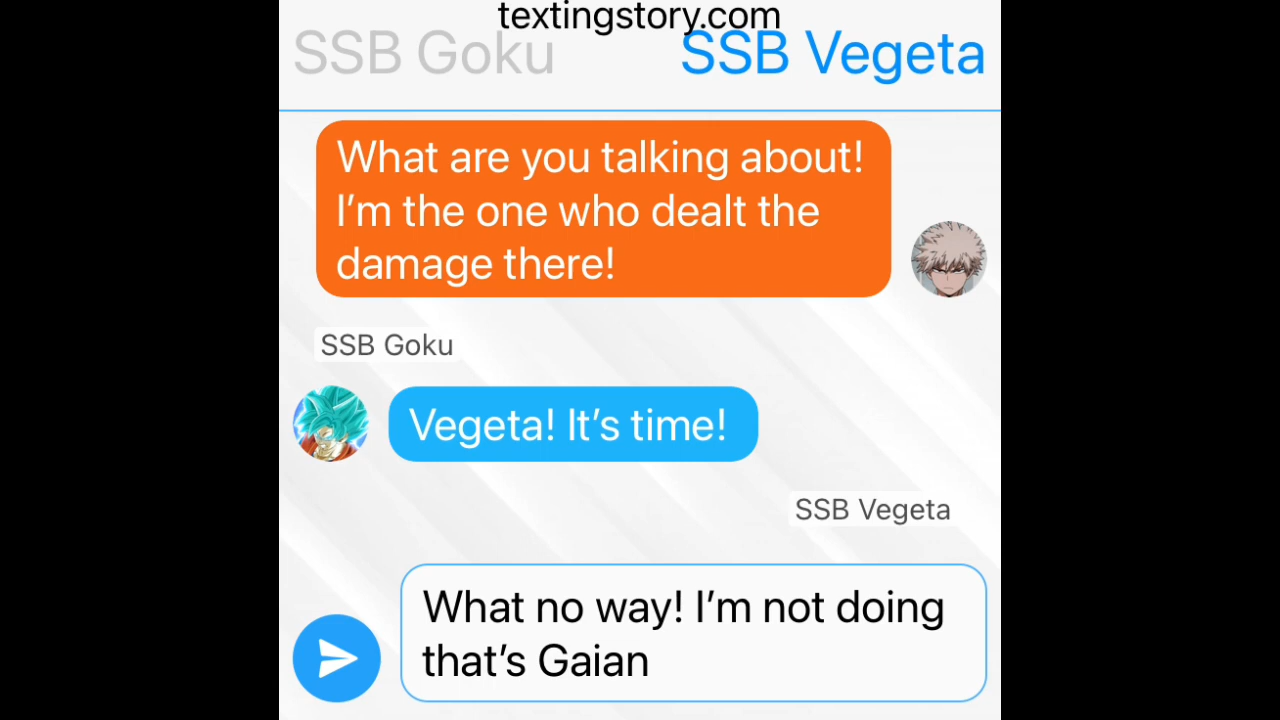 textingstory.com
SSB Goku SSB Vegeta
What are you talking about!
I’m the one who dealt the
damage there!
SSB Goku
Vegeta! It’s time!
SSB Vegeta
What no way! I’m not doing
that’s Gaian